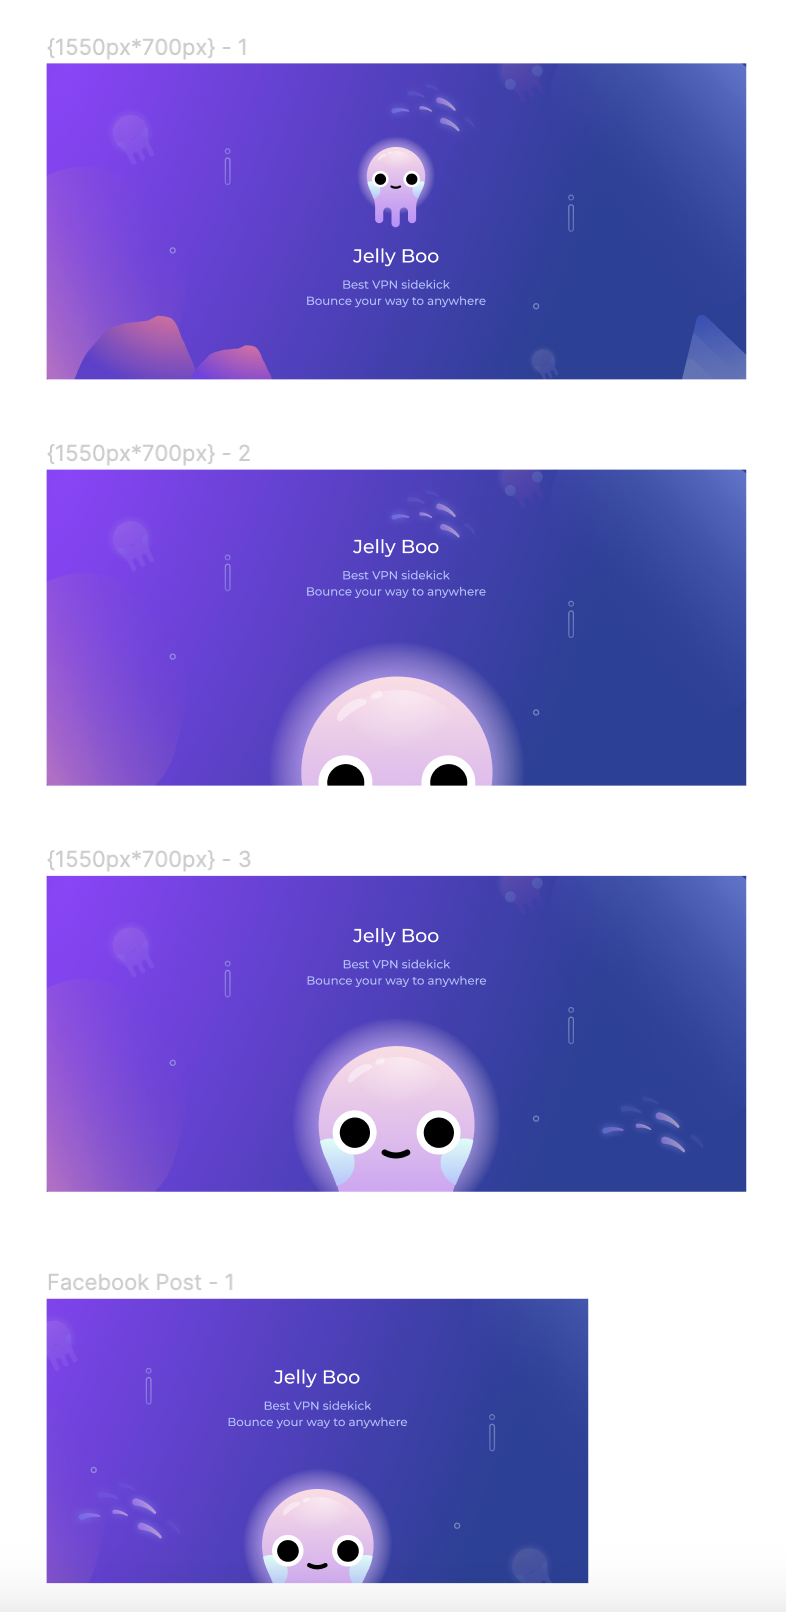 {1550px*700px} - 1
Jelly Boo
Best VPN sidekick
Bounce your way to anywhere
{1550px*700px} - 2
Jelly Boo
Best VPN sidekick
Bounce your way to anywhere
{1550px*700px} - 3
Jelly Boo
Best VPN sidekick
Bounce your way to anywhere
Facebook Post - 1
Jelly Boo
Best VPN sidekick
Bounce your way to anywhere